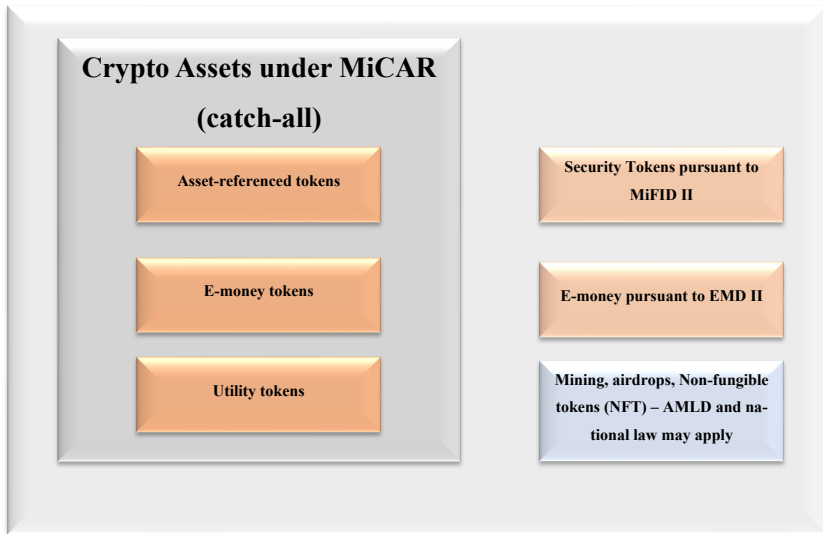 Crypto Assets under MiCAR
(catch-all)
Asset-referenced tokens
E-money tokens
Utility tokens
Security Tokens pursuant to
MiFID II
E-money pursuant to EMD II
Mining, airdrops, Non-fungible
tokens (NFT) – AMLD and na-
tional law may apply